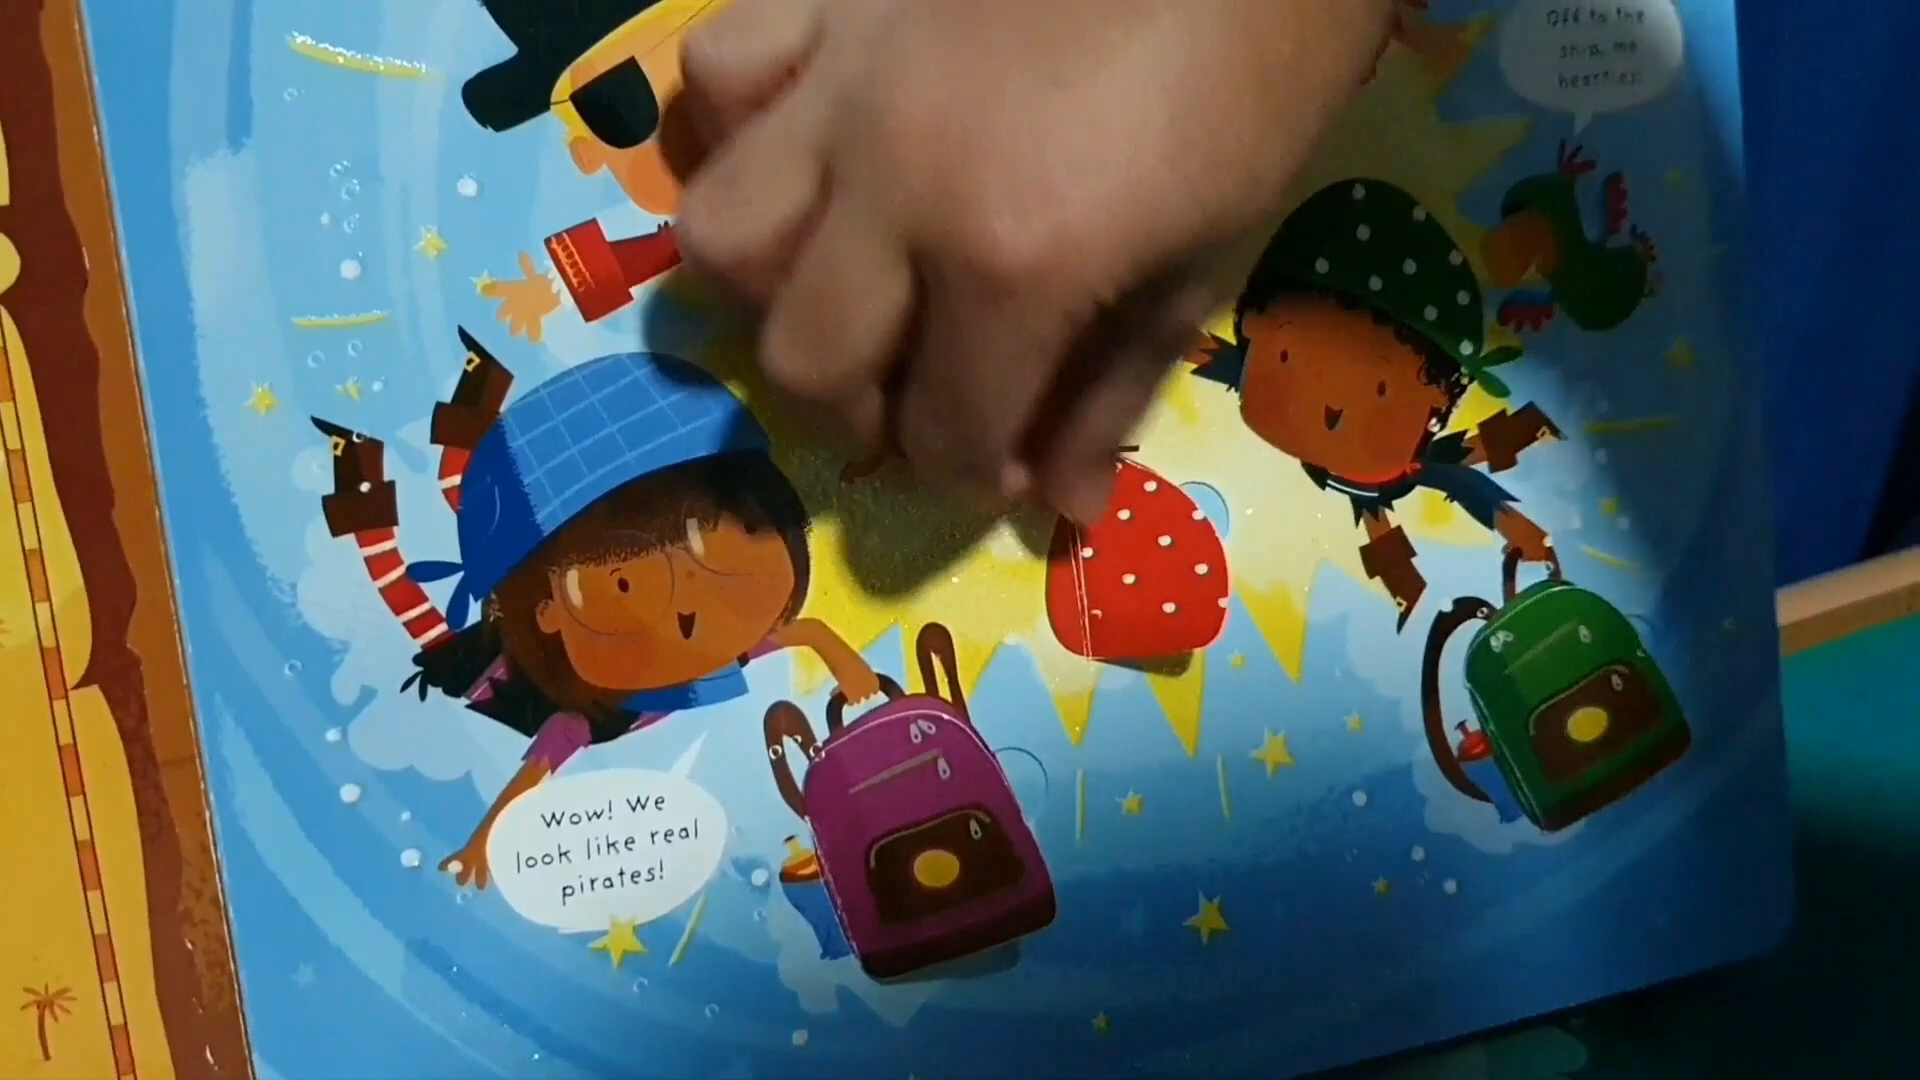 Off to the
ship, me
hearties!
Wow! We
look like real
pirates!